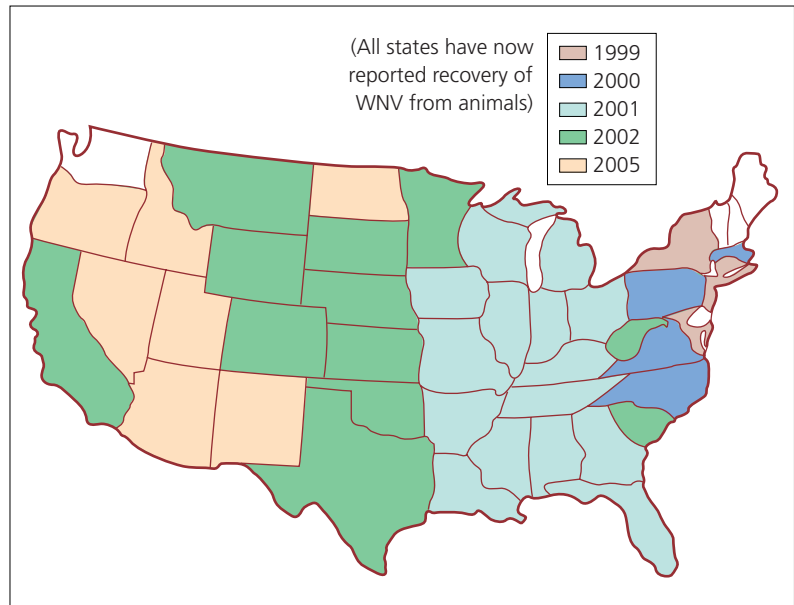 (All states have now
reported recovery of
WNV from animals)
1999
2000
2001
2002
2005